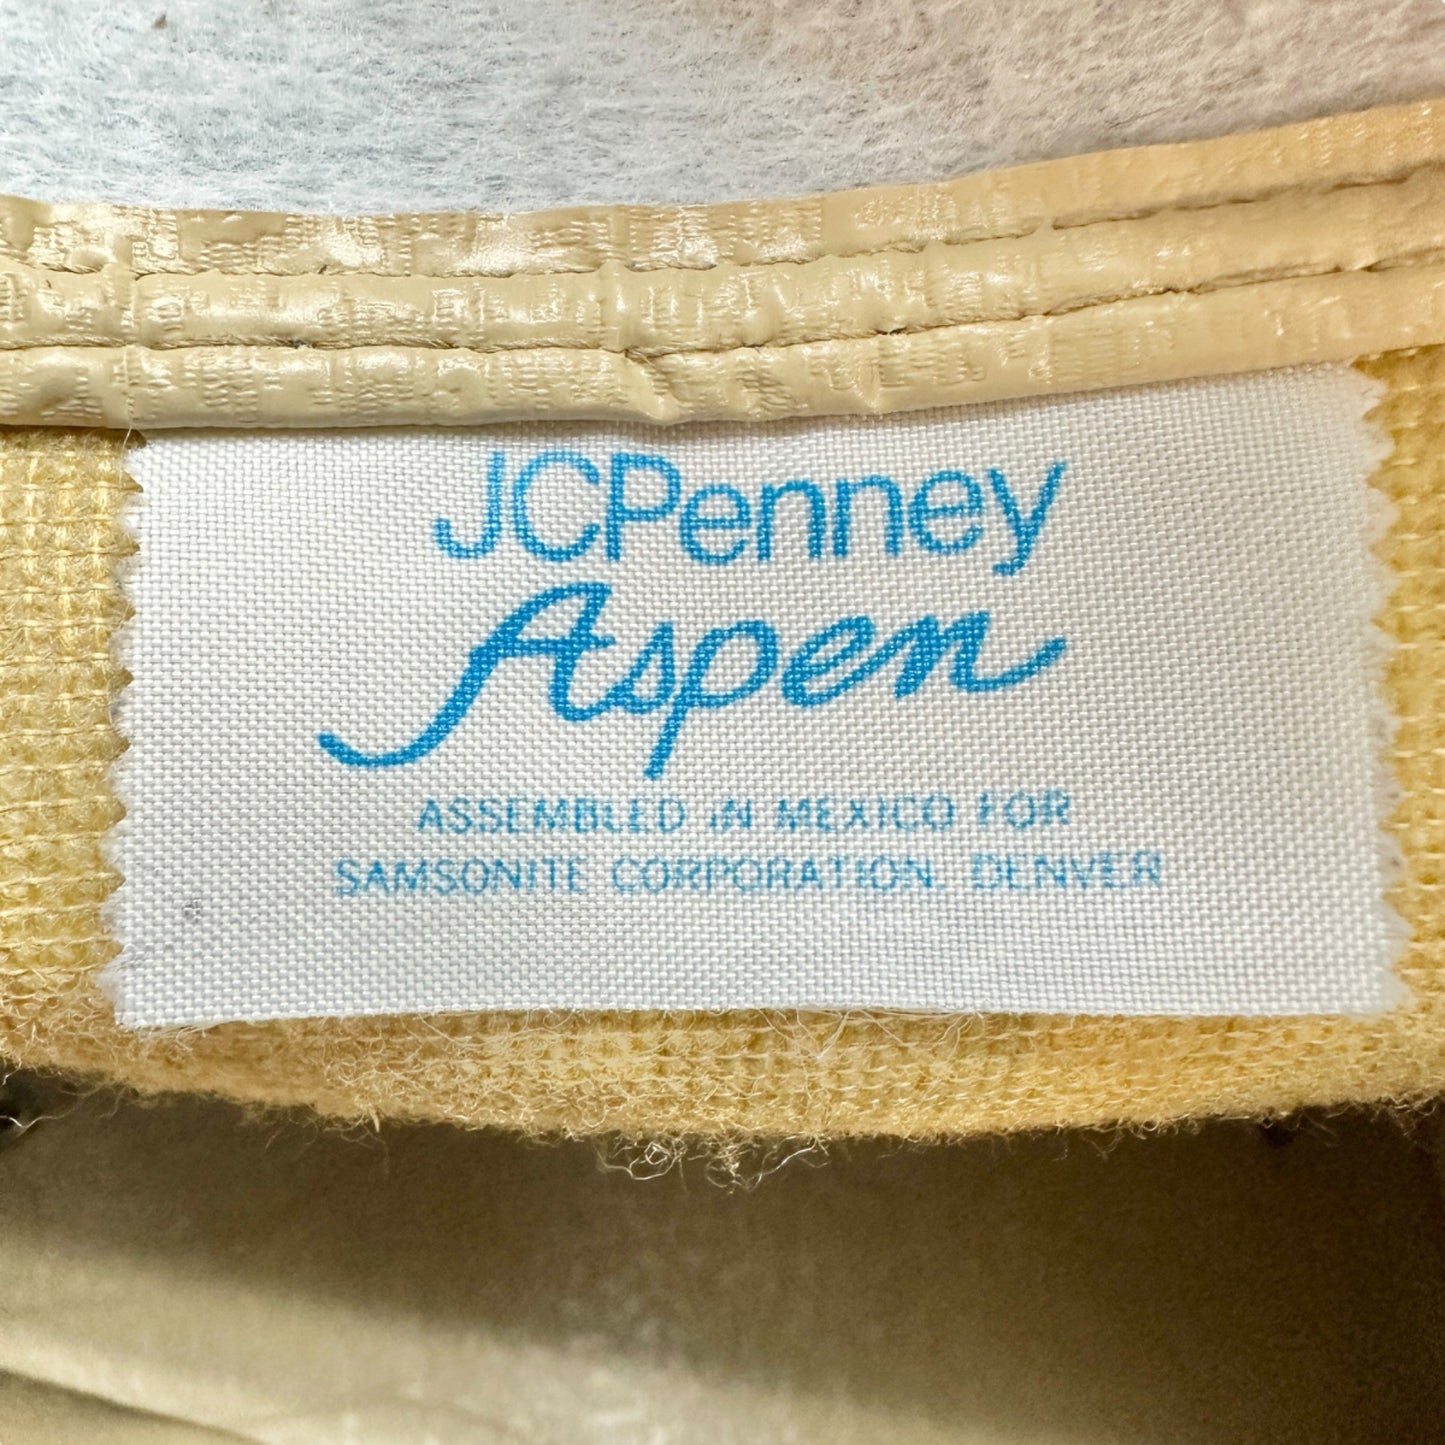 JCPenney
Aspen
ASSEMBLED IN MEXICO FOR
SAMSONITE CORPORATION, DENVER